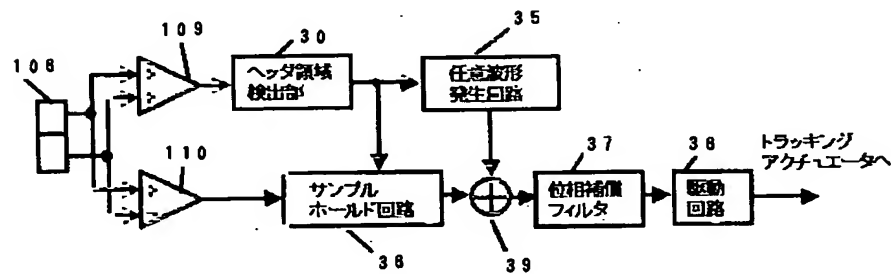 109
30
35
108
ヘッダ領域
検出部
任意波形
発生回路
110
37
38
トラッキング
アクチュエータへ
サンプル
ホールド回路
位相補償
フィルタ
駆動
回路
36
39